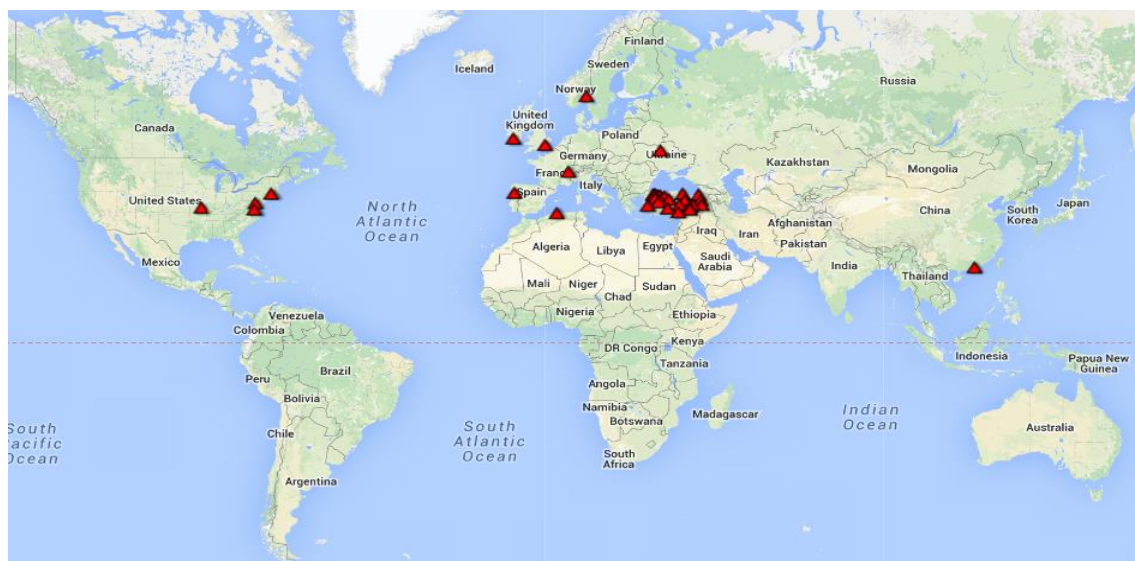 Finland
Iceland
Sweden
Russia
Norway
United
Kingdom
Canada
Poland
Germany
Ukraine
France
Kazakhstan
Mongolia
Italy
Spain
United States
North
Atlantic
Ocean
China
South
Korea
Japan
Afghanistan
Iraq
Iran
Pakistan
Algeria
Libya
Egypt
Saudi
Arabia
Mexico
India
Thailand
Mali
Niger
Sudan
Chad
Nigeria
Ethiopia
Venezuela
Colombia
DR Congo
Kenya
Indonesia
Papua New
Guinea
Tanzania
Peru
Brazil
Angola
Bolivia
Namibia
Botswana
Madagascar
Indian
Ocean
South
Pacific
Ocean
Chile
South
Atlantic
Ocean
Australia
South
Africa
Argentina